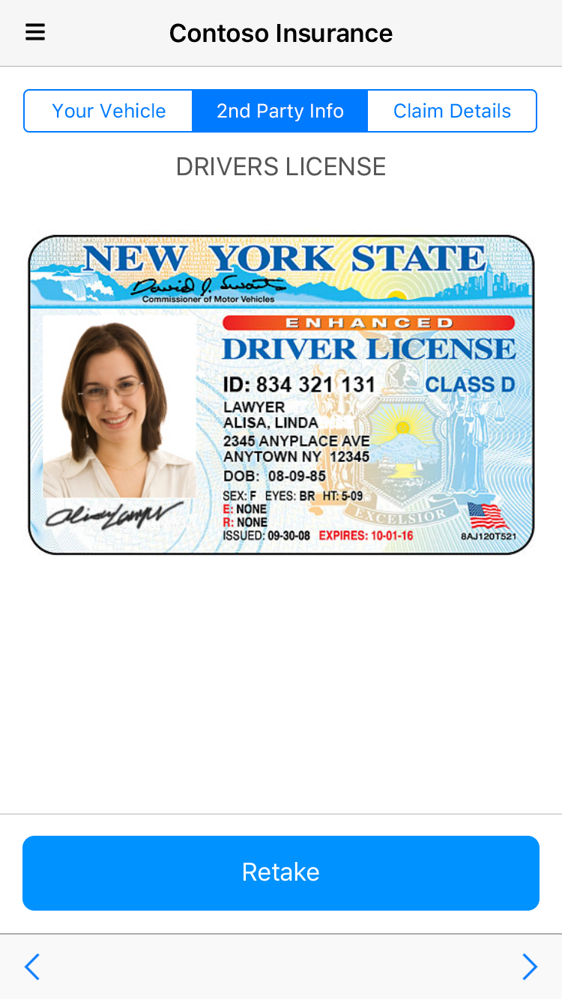 Contoso Insurance
Your Vehicle 2nd Party Info Claim Details
DRIVERS LICENSE
NEW YORK STATE
David J. Swarts
Commissioner of Motor Vehicles
ENHANCED
DRIVER LICENSE
ID: 834 321 131 CLASS D
LAWYER
ALISA, LINDA
2345 ANYPLACE AVE
ANYTOWN NY 12345
DOB: 08-09-85
SEX: F EYES: BR HT: 5-09
E: NONE
R: NONE
ISSUED: 09-30-08 EXPIRES: 10-01-16
EXCELSIOR
8AJ120T521
Retake